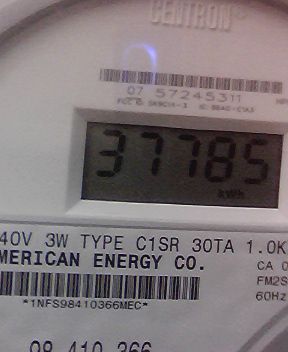 CENTRON®
07 57245311
37785
kWh
40V 3W TYPE C1SR 30TA 1.0K
MERICAN ENERGY CO.
CA 0
FM2S
60Hz
*1NFS98410366MEC*
98 410 366